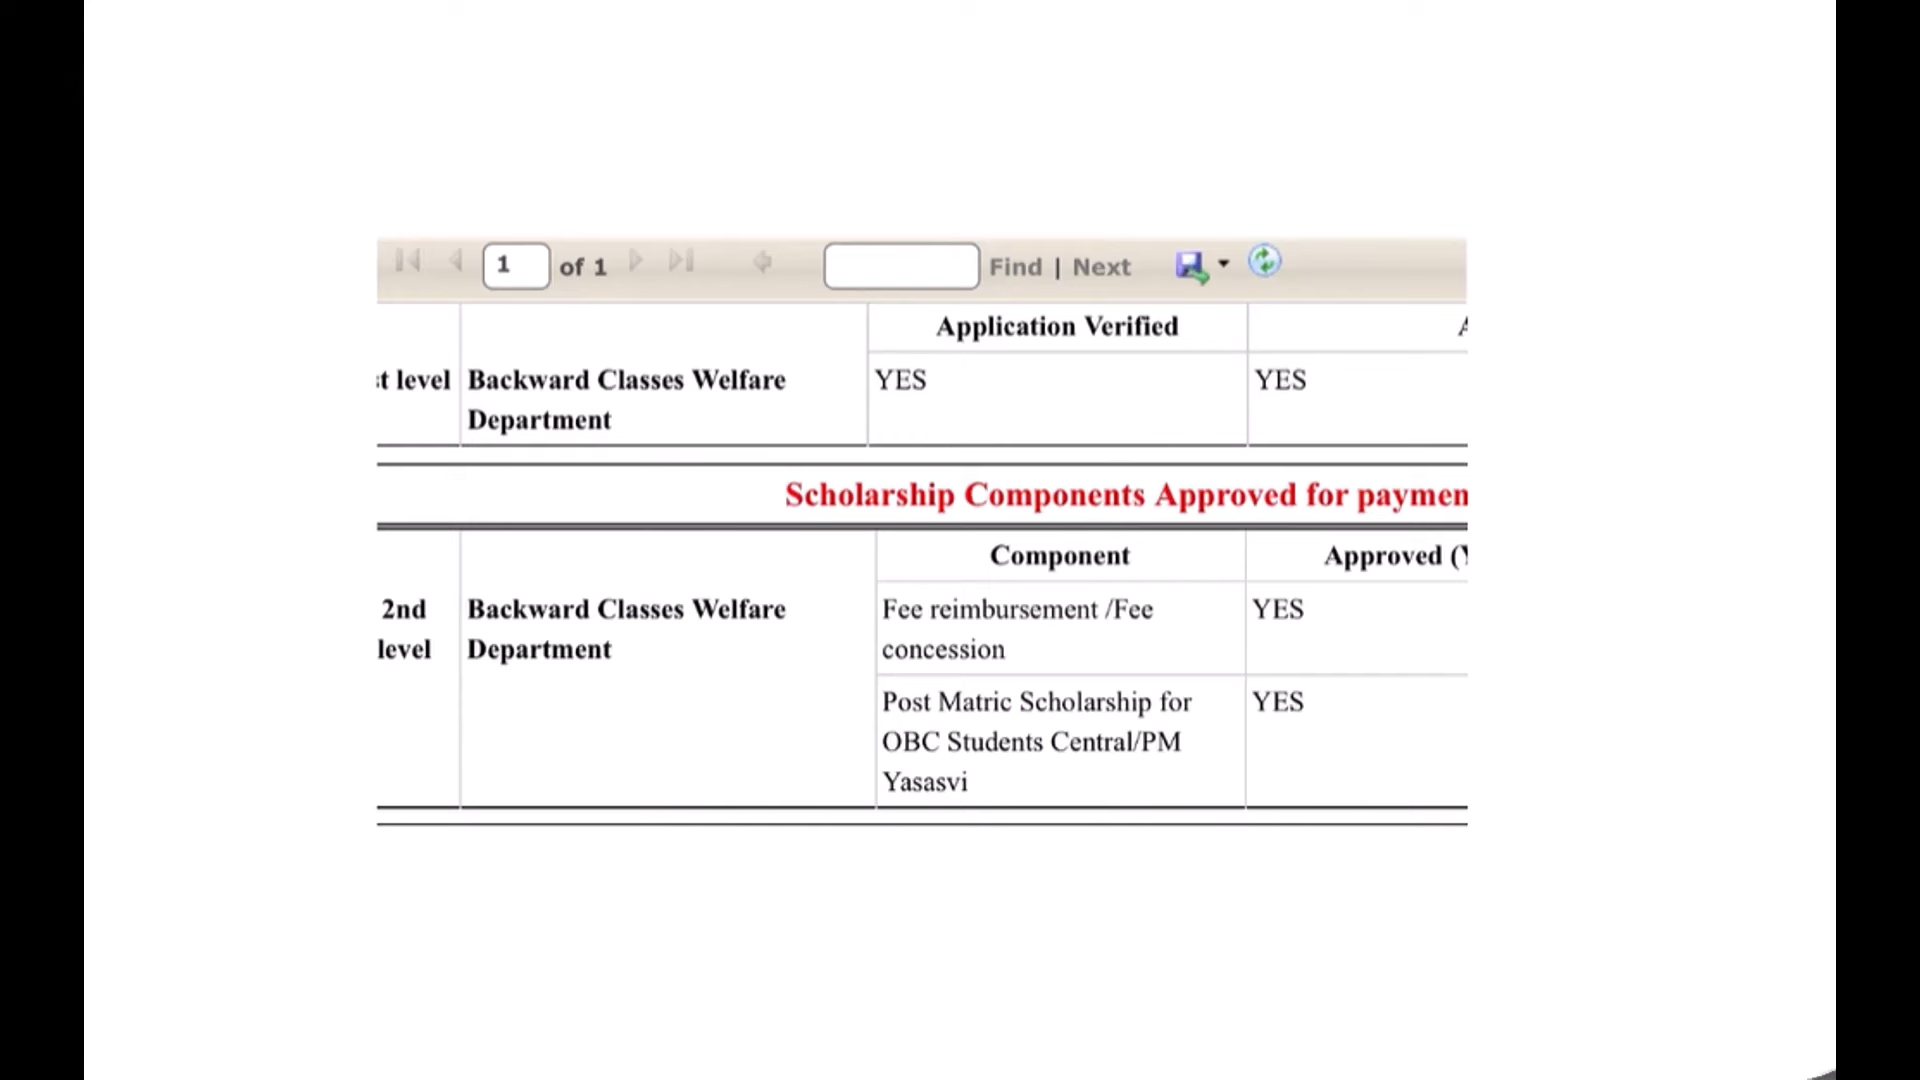 1 of 1 Find | Next
Application Verified
level Backward Classes Welfare YES YES
Department
Scholarship Components Approved for
Component Approved
2nd Backward Classes Welfare Fee reimbursement /Fee YES
level Department concession
Post Matric Scholarship for YES
OBC Students Central/PM
Yasasvi